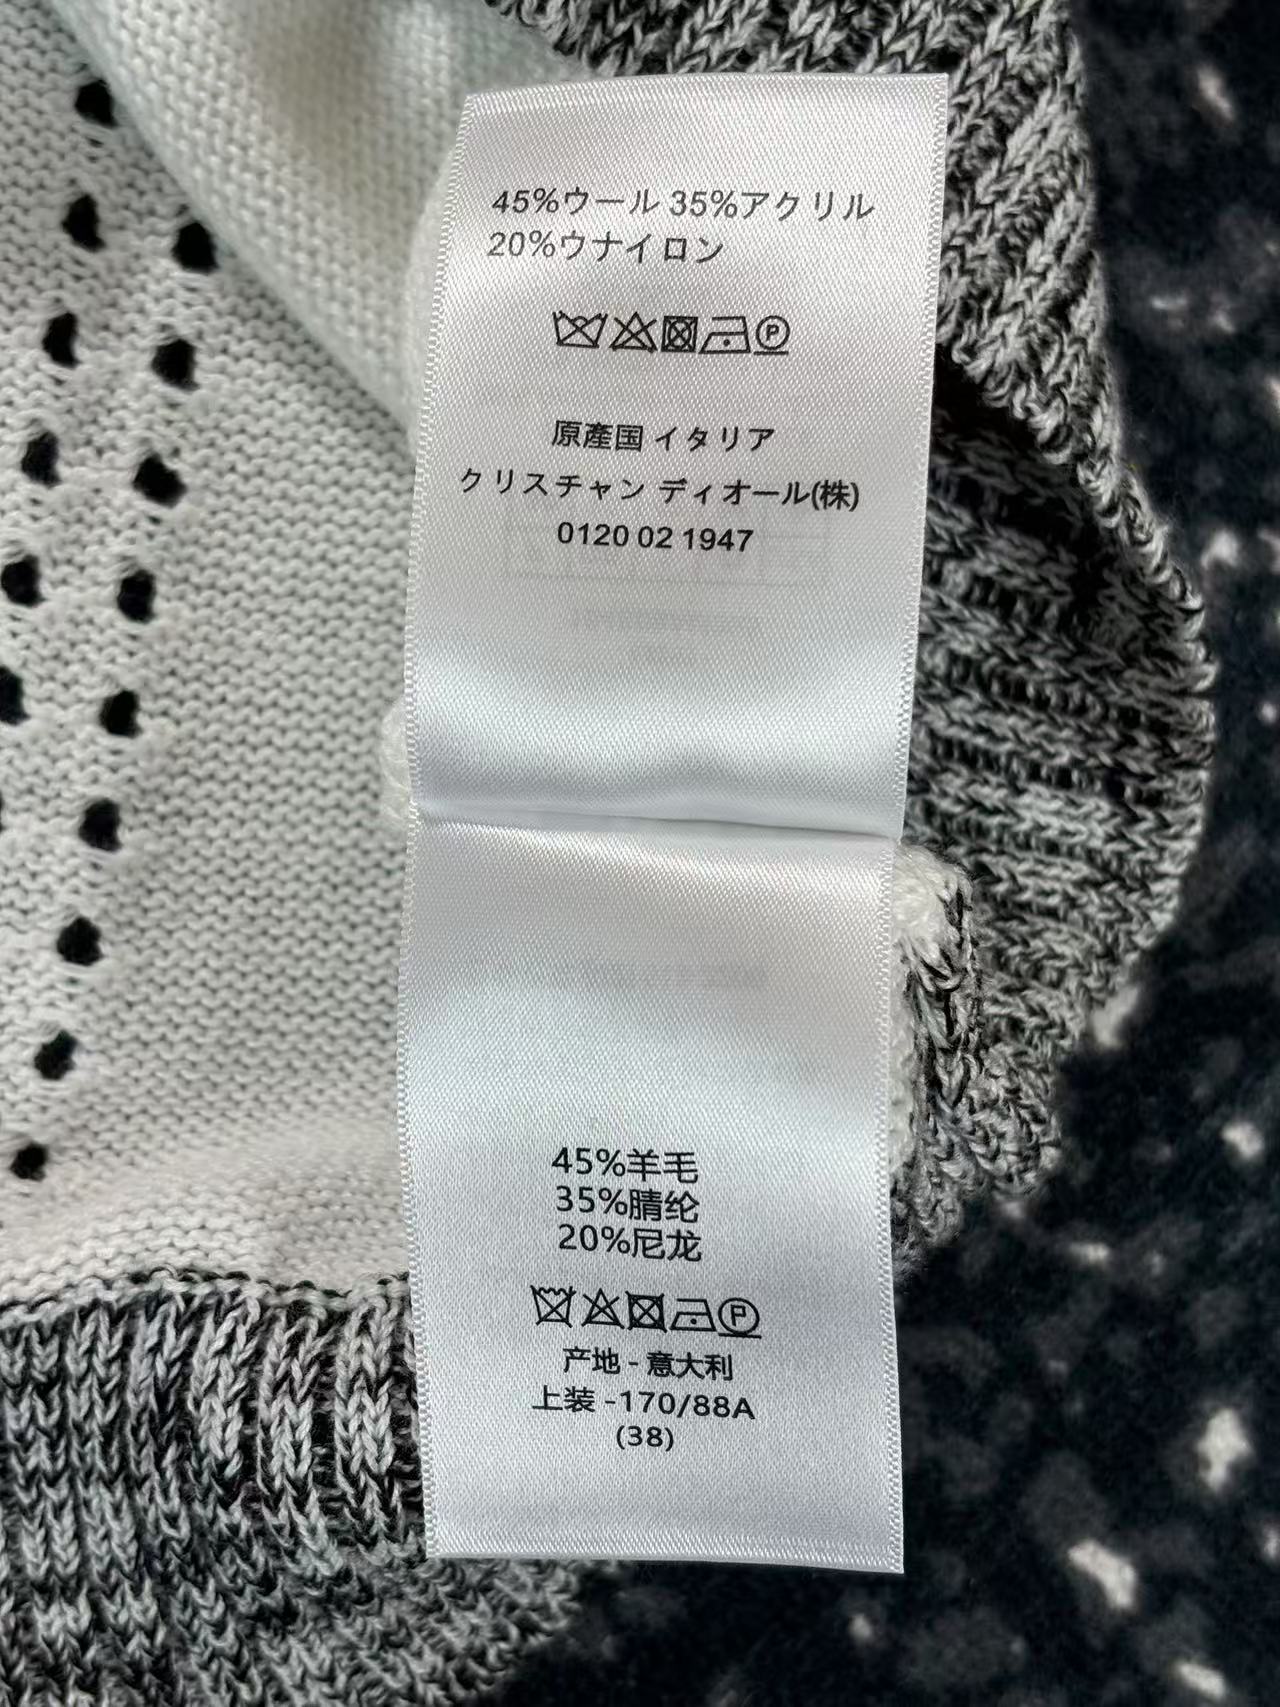 45%ウール 35%アクリル
20%ウナイロン
P
原產国 イタリア
クリスチャン ディオール(株)
0120 02 1947
45%羊毛
35%腈纶
20%尼龙
P
产地 - 意大利
上装 -170/88A
(38)